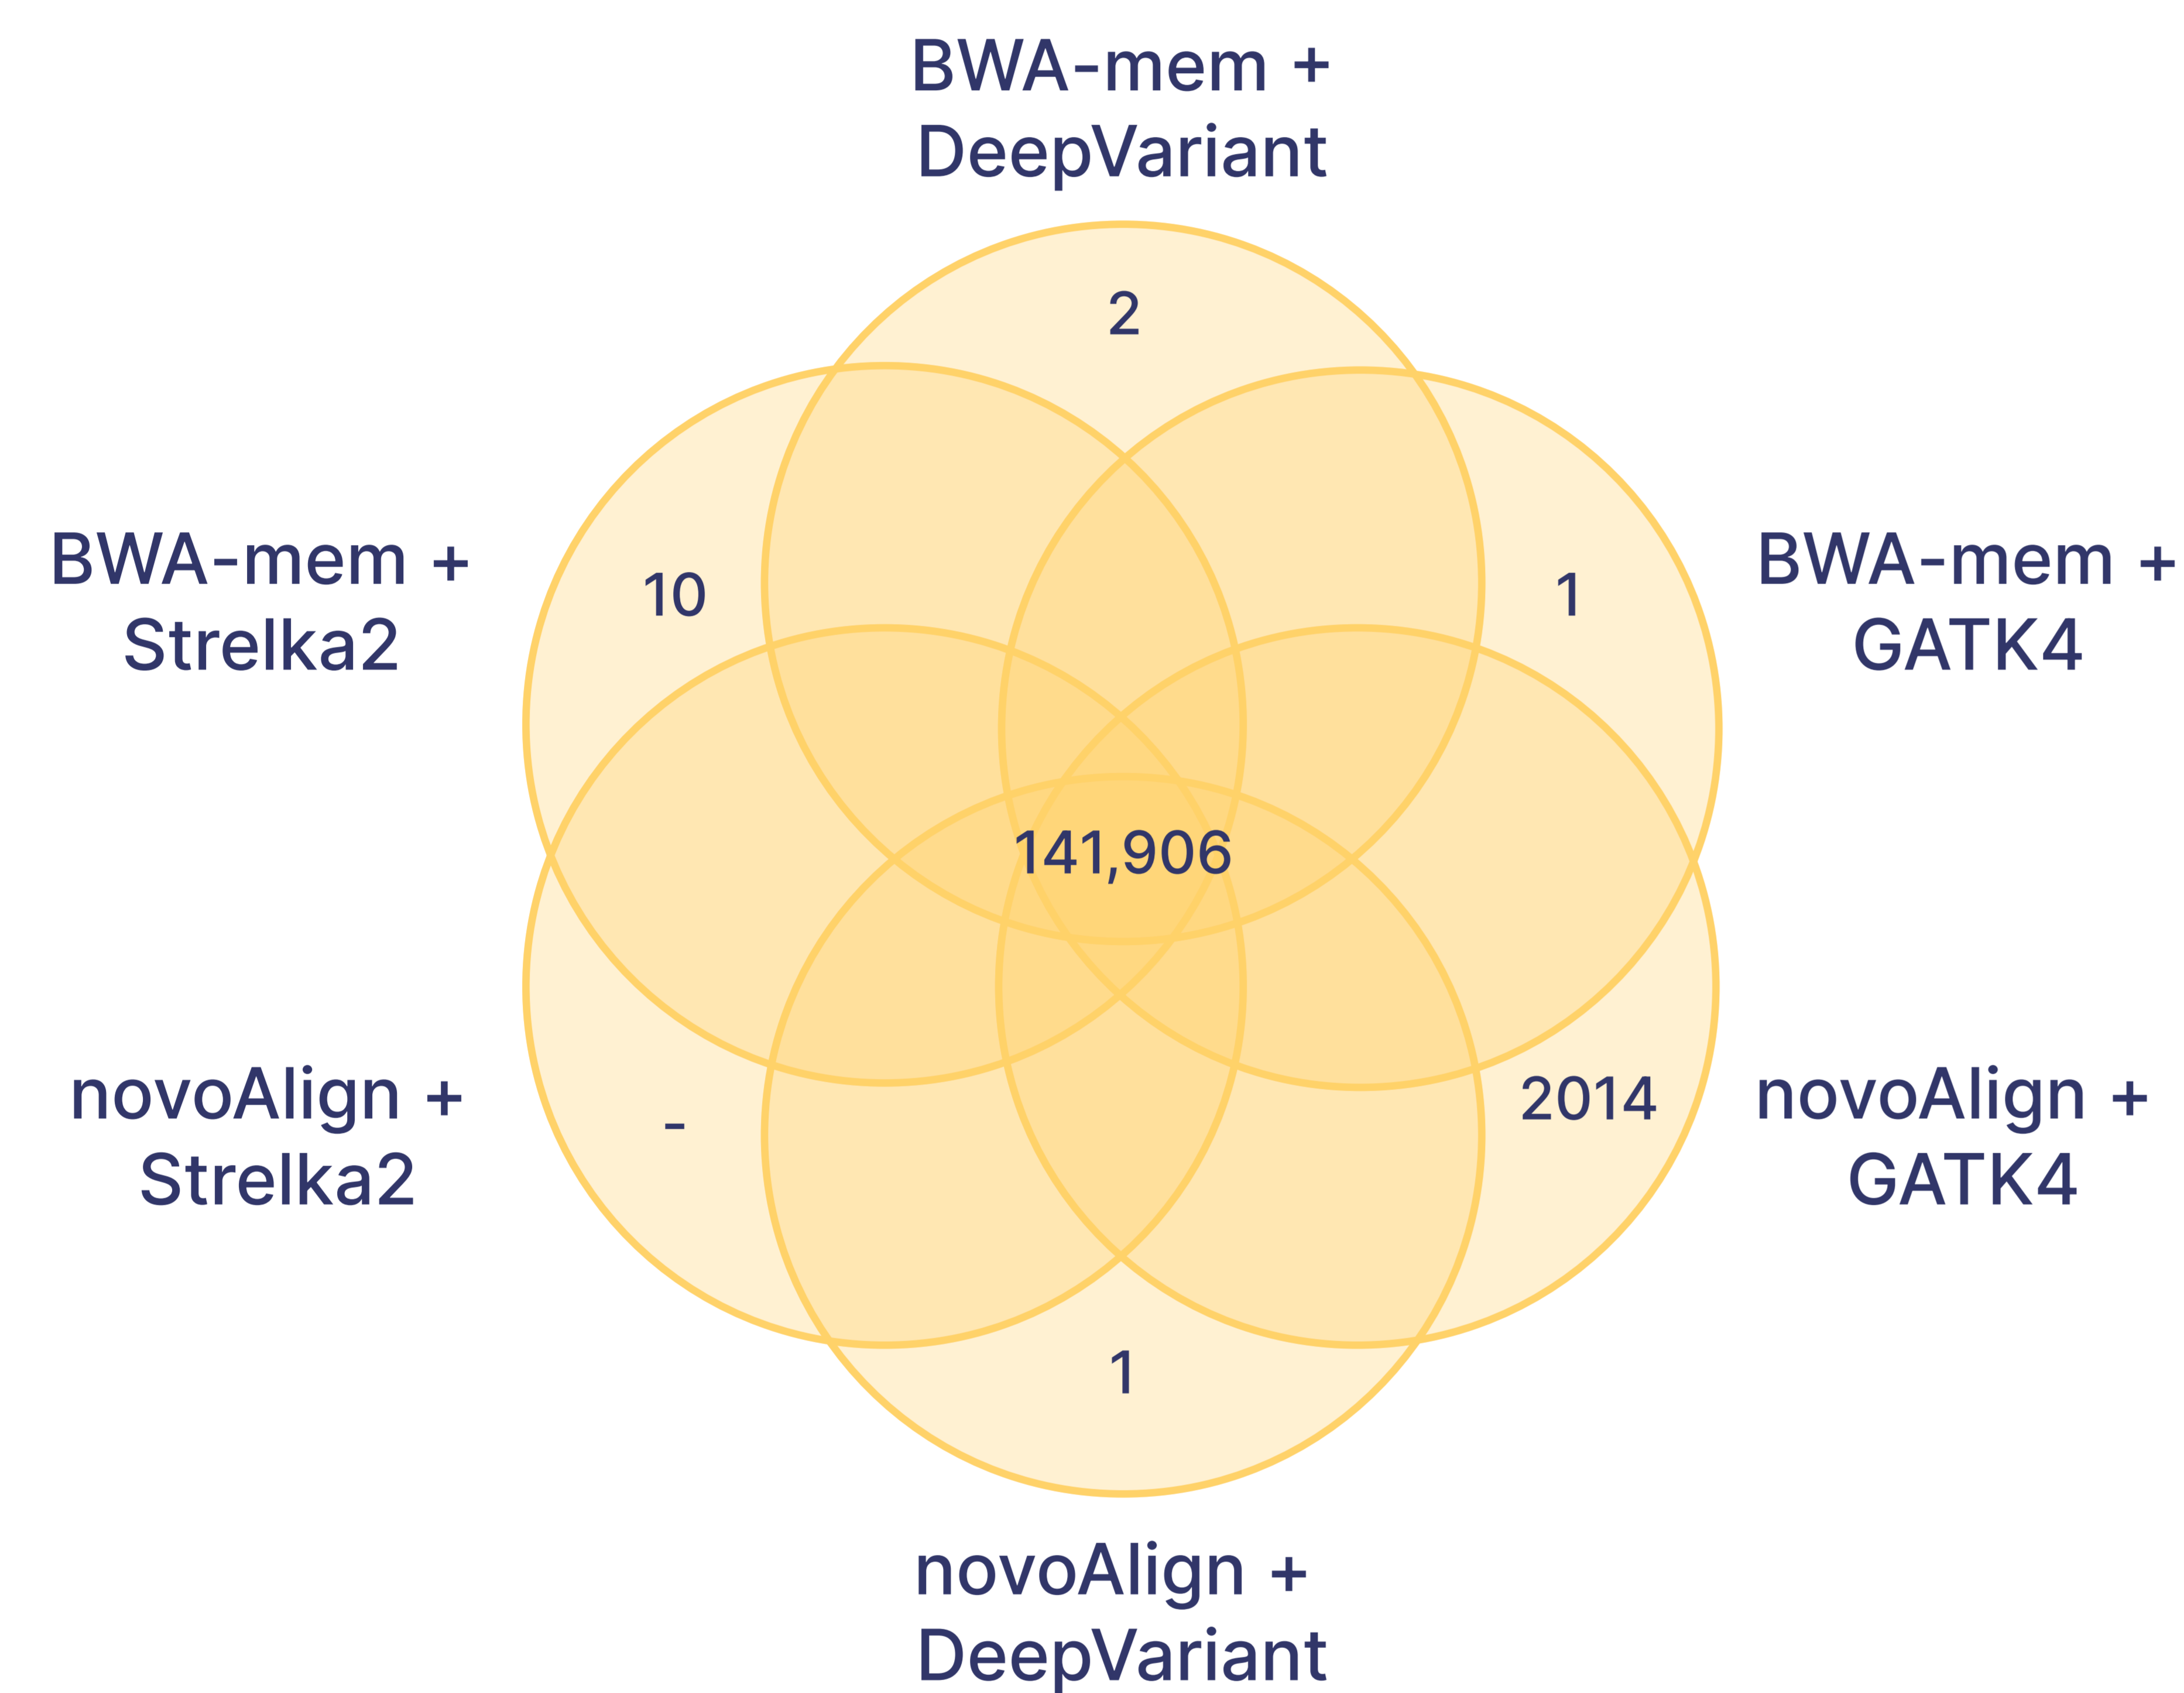 BWA-mem +
DeepVariant
2
BWA-mem +
Strelka2
10
1
BWA-mem +
GATK4
141,906
novoAlign +
Strelka2
-
2014
novoAlign +
GATK4
1
novoAlign +
DeepVariant